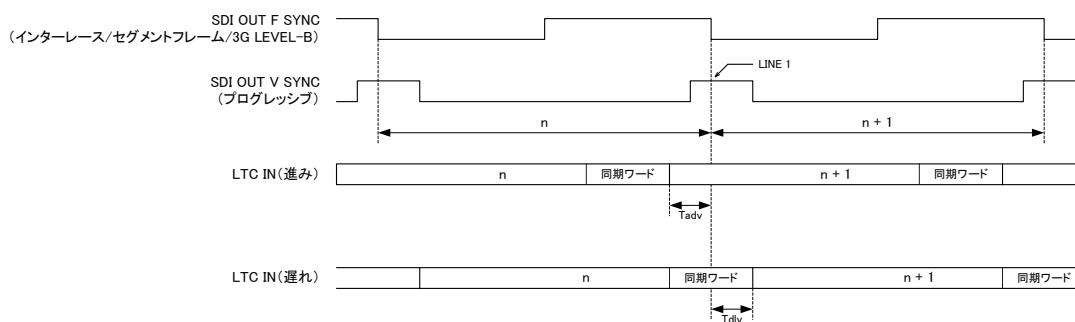 SDI OUT F SYNC
(インターレース/セグメントフレーム/3G LEVEL-B)
LINE 1
SDI OUT V SYNC
(プログレッシブ)
n
n + 1
LTC IN(進み)
n
同期ワード
n + 1
同期ワード
Tadv
LTC IN(遅れ)
n
同期ワード
n + 1
同期ワード
Tdly